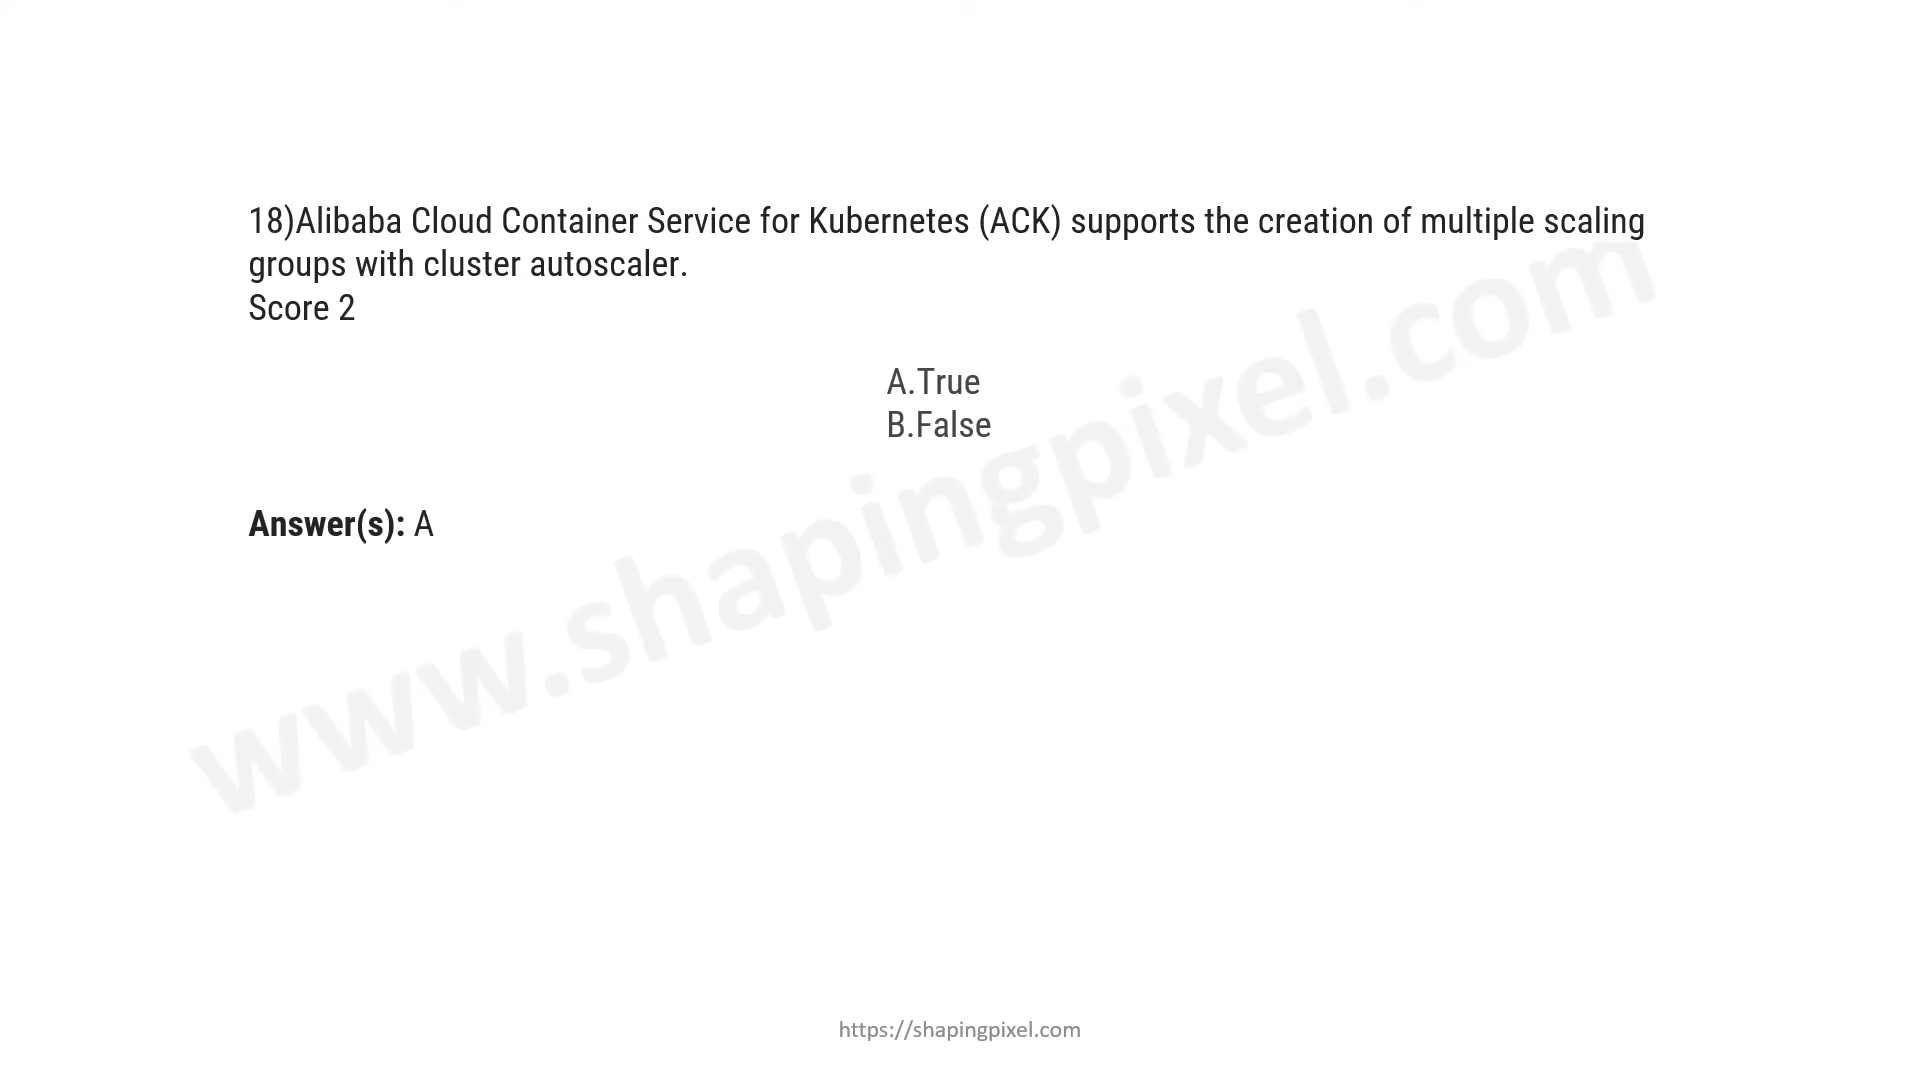 18)Alibaba Cloud Container Service for Kubernetes (ACK) supports the creation of multiple scaling
groups with cluster autoscaler.
Score 2
A.True
B.False
Answer(s): A
www.shapingpixel.com
https://shapingpixel.com